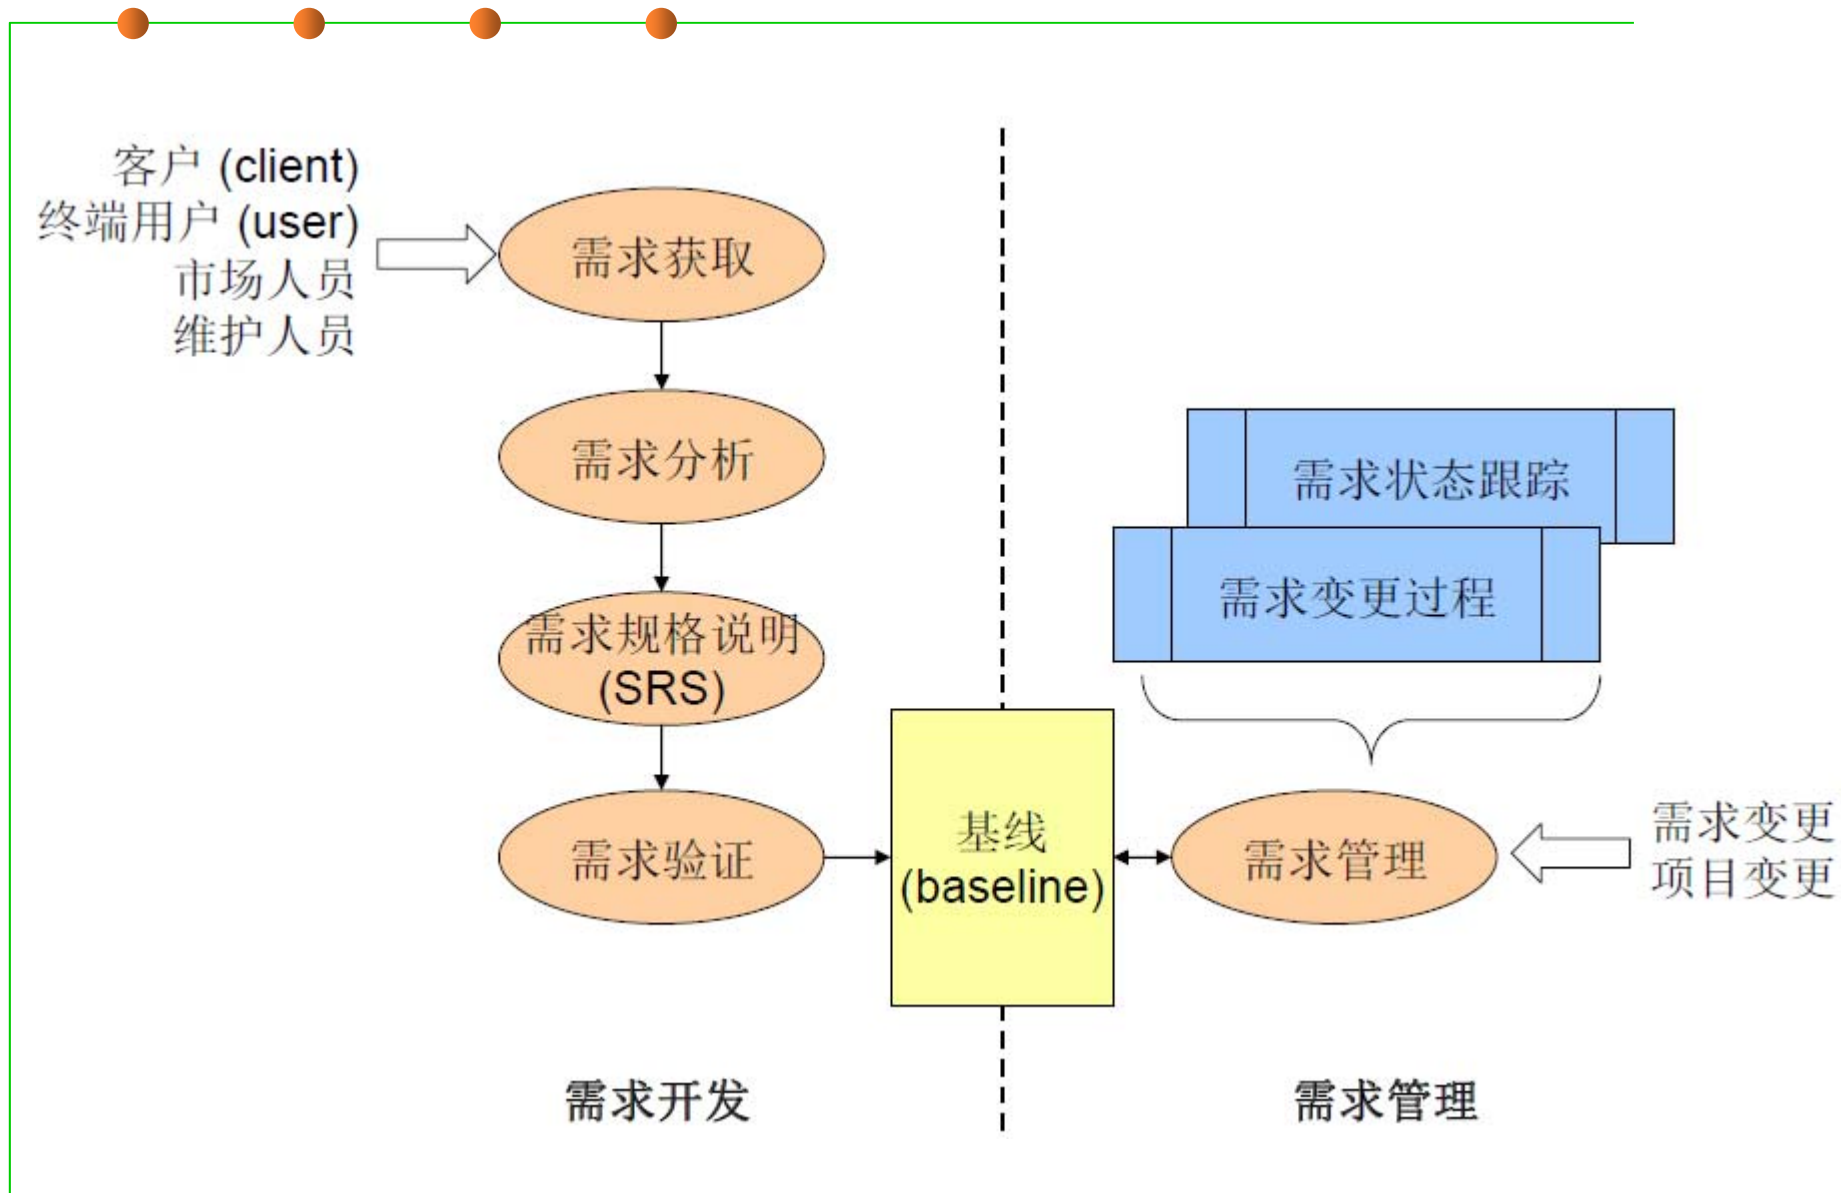 客户 (client)
终端用户 (user)
市场人员
维护人员
需求获取
需求分析
需求规格说明
(SRS)
需求验证
基线
(baseline)
需求状态跟踪
需求变更过程
需求管理
需求变更
项目变更
需求开发
需求管理